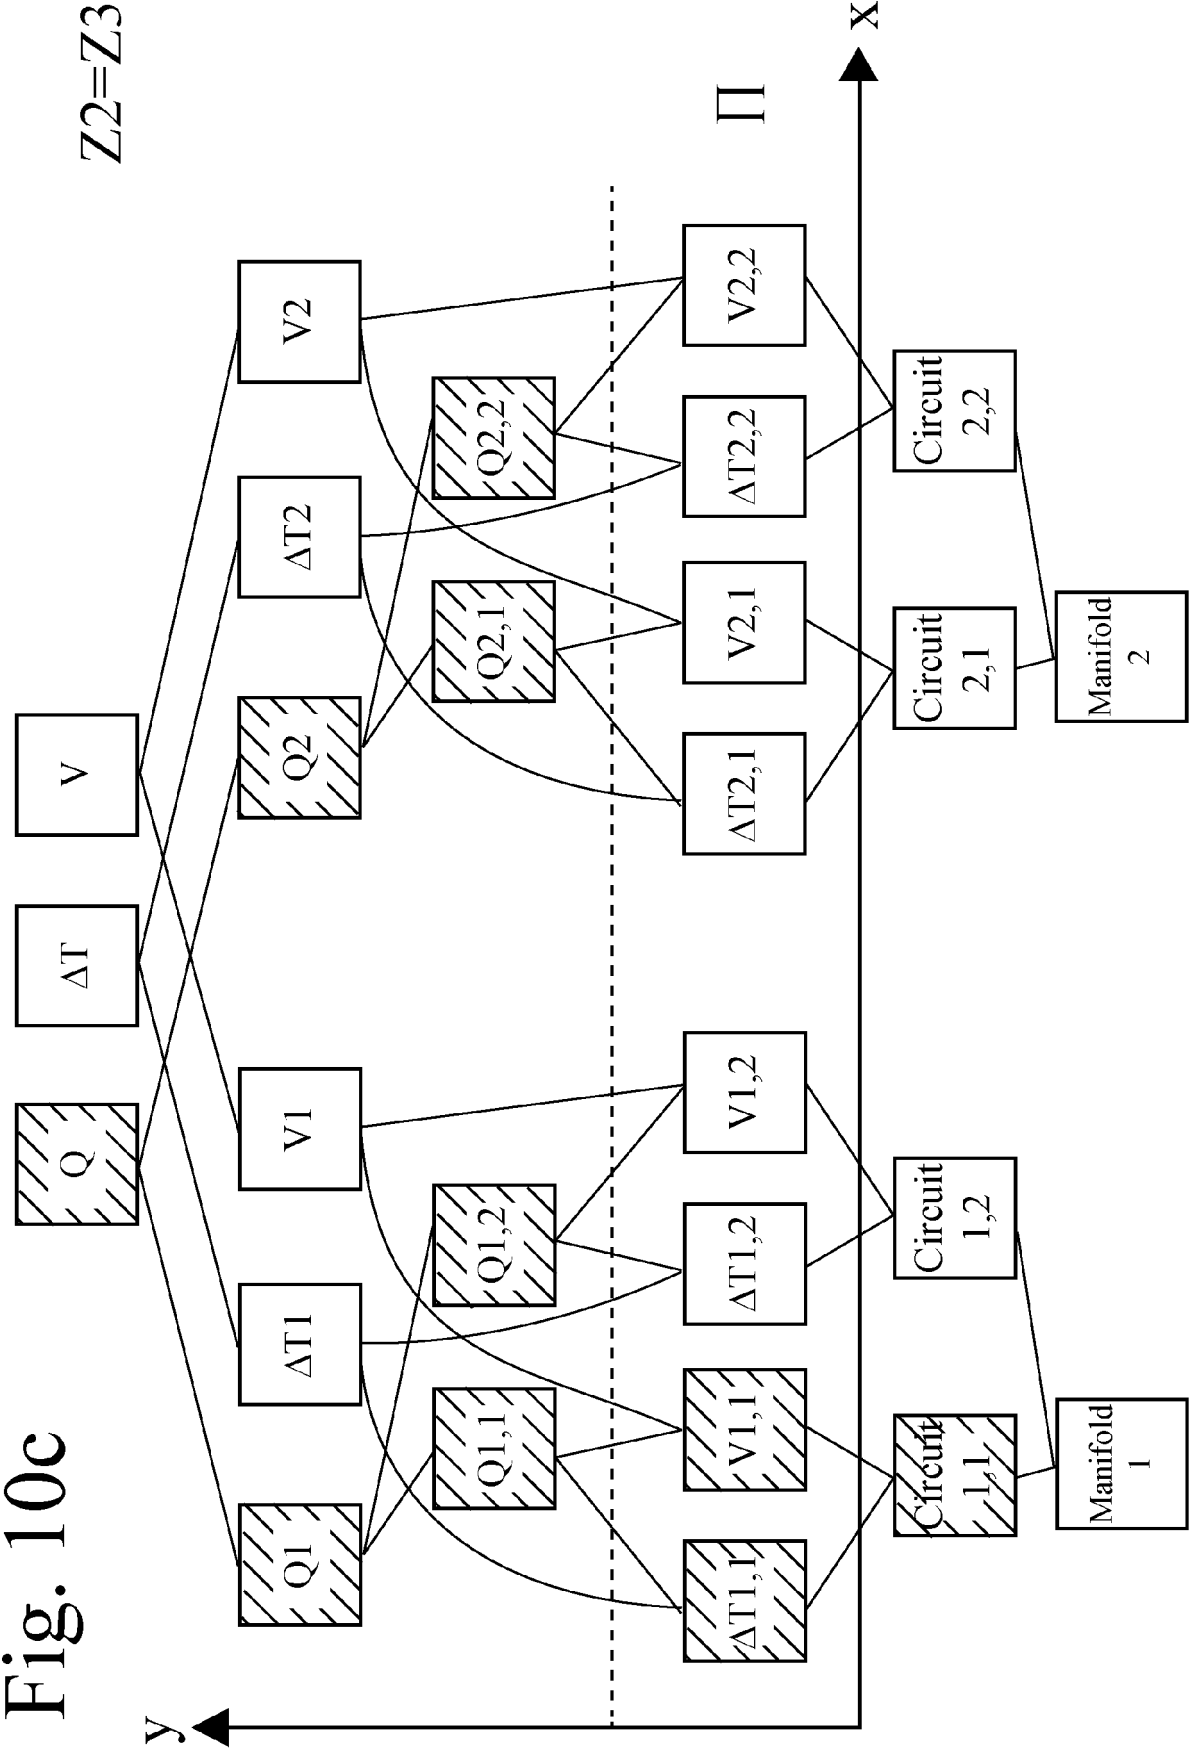 Fig. 10c
Z2=Z3
y
Q
ΔT
V
Q1
ΔT1
V1
Q2
ΔT2
V2
Q1,1
Q1,2
Q2,1
Q2,2
Π
ΔT1,1
V1,1
ΔT1,2
V1,2
ΔT2,1
V2,1
ΔT2,2
V2,2
x
Circuit
1,1
Circuit
1,2
Circuit
2,1
Circuit
2,2
Manifold
1
Manifold
2